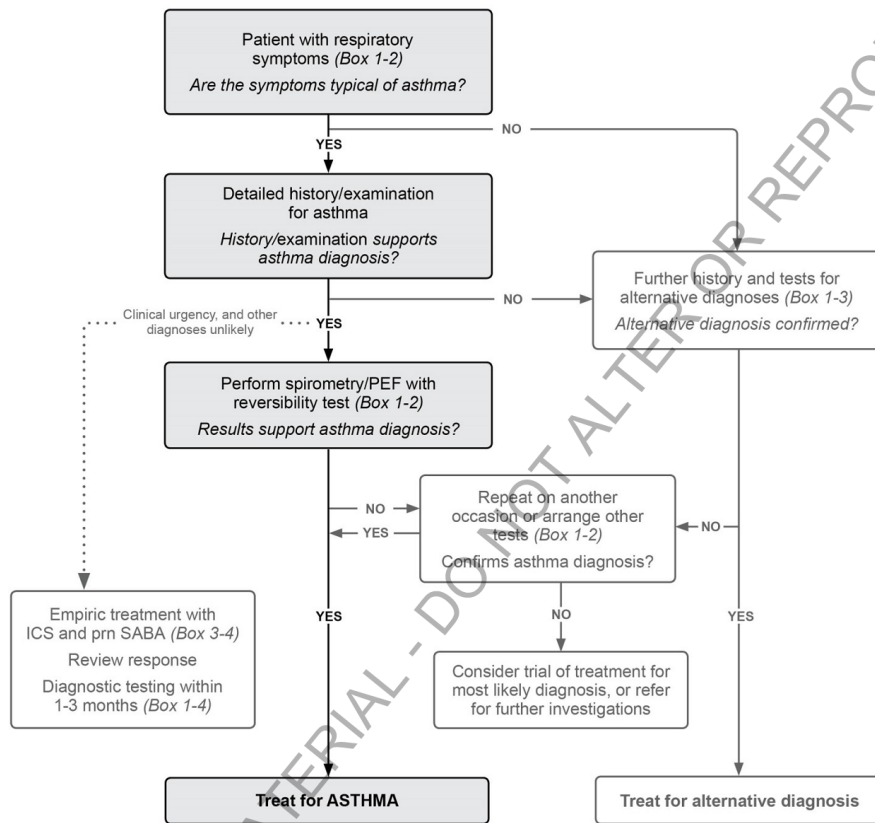 Patient with respiratory
symptoms (Box 1-2)
Are the symptoms typical of asthma?
NO
YES
Detailed history/examination
for asthma
History/examination supports
asthma diagnosis?
Further history and tests for
alternative diagnoses (Box 1-3)
Alternative diagnosis confirmed?
NO
Clinical urgency, and other
diagnoses unlikely
YES
Perform spirometry/PEF with
reversibility test (Box 1-2)
Results support asthma diagnosis?
Repeat on another
occasion or arrange other
tests (Box 1-2)
Confirms asthma diagnosis?
NO
YES
NO
Empiric treatment with
ICS and prn SABA (Box 3-4)
Review response
Diagnostic testing within
1-3 months (Box 1-4)
YES
NO
YES
Consider trial of treatment for
most likely diagnosis, or refer
for further investigations
Treat for ASTHMA
Treat for alternative diagnosis
MATERIAL - DO NOT ALTER OR